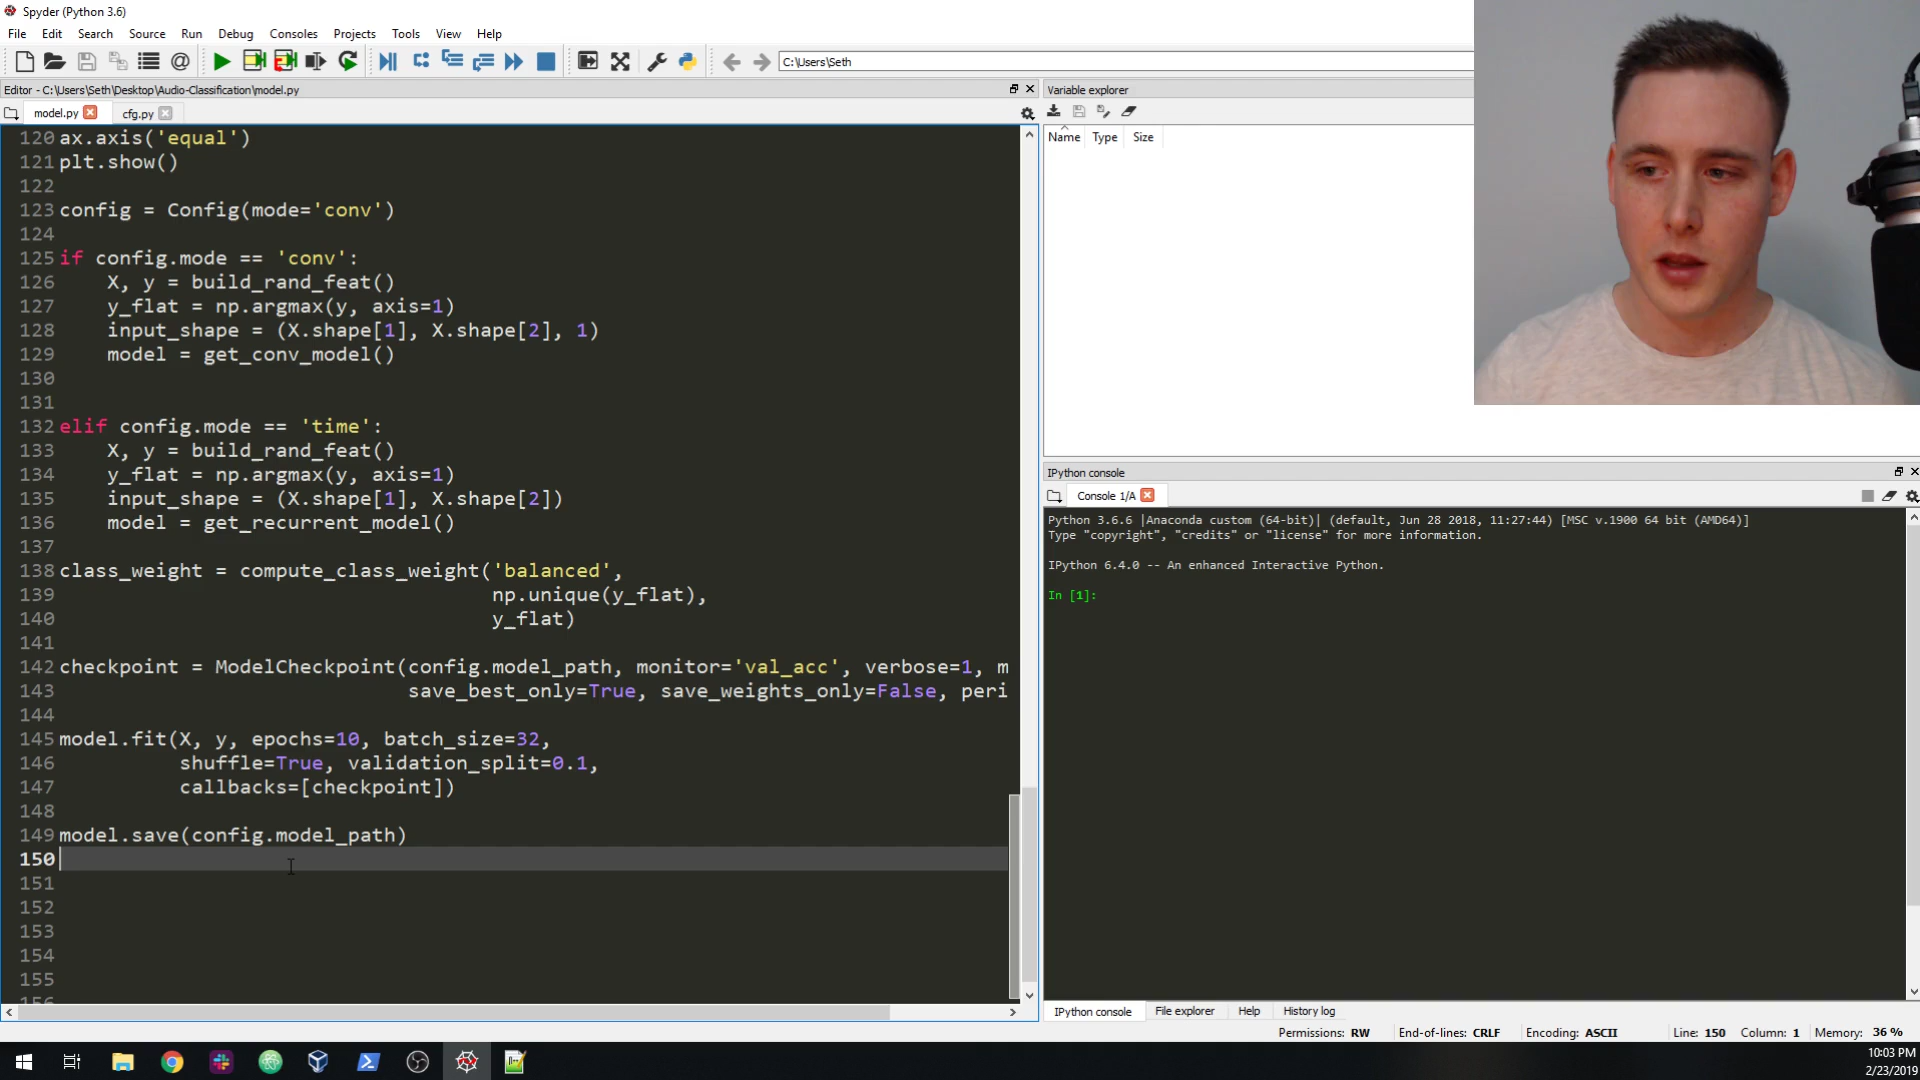 Spyder (Python 3.6)
File Edit Search Source Run Debug Consoles Projects Tools View Help
C:\Users\Seth
Editor - C:\Users\Seth\Desktop\Audio-Classification\model.py
model.py cfg.py
120 ax.axis('equal')
121 plt.show()
122
123 config = Config(mode='conv')
124
125 if config.mode == 'conv':
126 X, y = build_rand_feat()
127 y_flat = np.argmax(y, axis=1)
128 input_shape = (X.shape[1], X.shape[2], 1)
129 model = get_conv_model()
130
131
132 elif config.mode == 'time':
133 X, y = build_rand_feat()
134 y_flat = np.argmax(y, axis=1)
135 input_shape = (X.shape[1], X.shape[2])
136 model = get_recurrent_model()
137
138 class_weight = compute_class_weight('balanced',
139 np.unique(y_flat),
140 y_flat)
141
142 checkpoint = ModelCheckpoint(config.model_path, monitor='val_acc', verbose=1, m
143 save_best_only=True, save_weights_only=False, peri
144
145 model.fit(X, y, epochs=10, batch_size=32,
146 shuffle=True, validation_split=0.1,
147 callbacks=[checkpoint])
148
149 model.save(config.model_path)
150
151
152
153
154
155
156
Variable explorer
Name Type Size
IPython console
Console 1/A
Python 3.6.6 |Anaconda custom (64-bit)| (default, Jun 28 2018, 11:27:44) [MSC v.1900 64 bit (AMD64)]
Type "copyright", "credits" or "license" for more information.
IPython 6.4.0 -- An enhanced Interactive Python.
In [1]:
IPython console File explorer Help History log
Permissions: RW End-of-lines: CRLF Encoding: ASCII Line: 150 Column: 1 Memory: 36 %
10:03 PM
2/23/2019